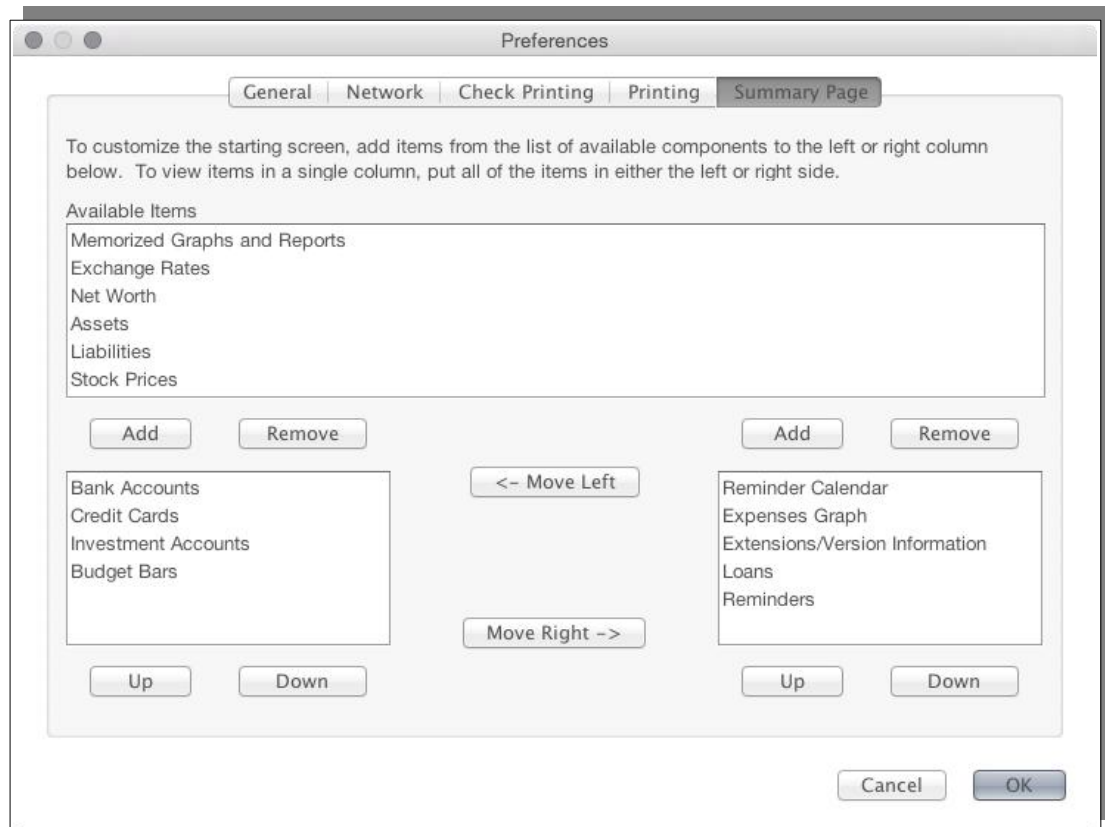 Preferences
General Network Check Printing Printing Summary Page
To customize the starting screen, add items from the list of available components to the left or right column
below. To view items in a single column, put all of the items in either the left or right side.
Available Items
Memorized Graphs and Reports
Exchange Rates
Net Worth
Assets
Liabilities
Stock Prices
Add Remove Add Remove
Bank Accounts
Credit Cards
Investment Accounts
Budget Bars
<- Move Left
Move Right ->
Reminder Calendar
Expenses Graph
Extensions/Version Information
Loans
Reminders
Up Down Up Down
Cancel OK